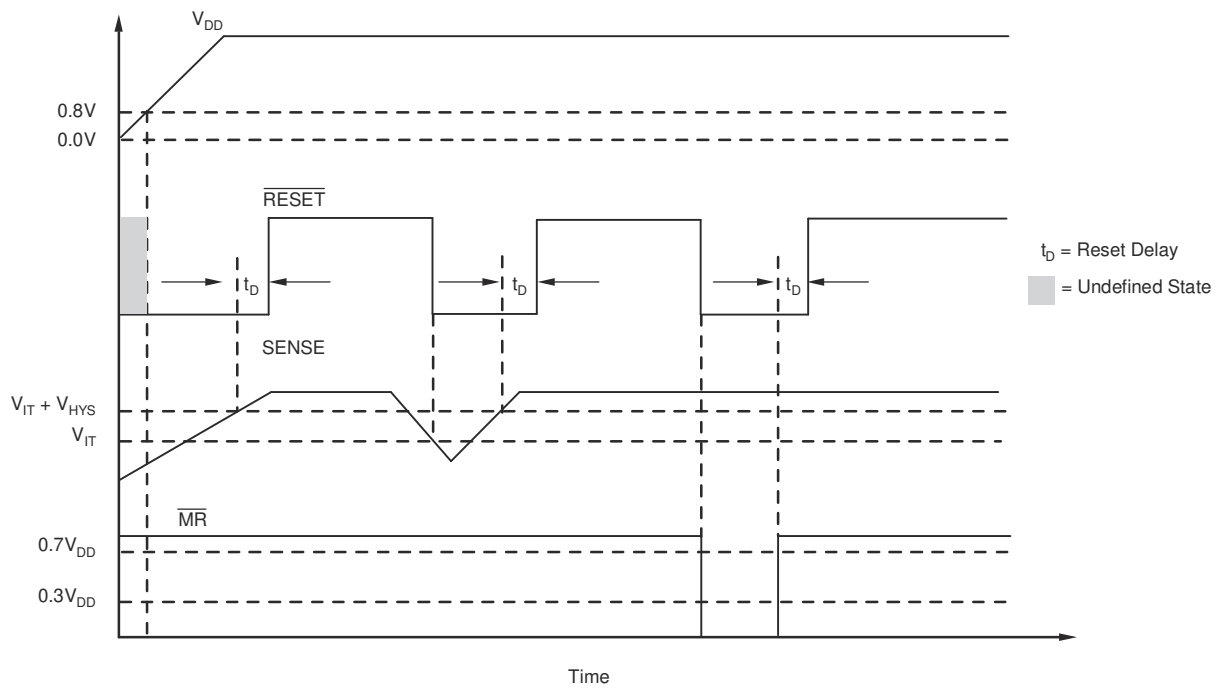 V_DD
0.8V
0.0V
RESET
t_D
t_D
t_D
t_D = Reset Delay
= Undefined State
SENSE
V_IT + V_HYS
V_IT
MR
0.7V_DD
0.3V_DD
Time